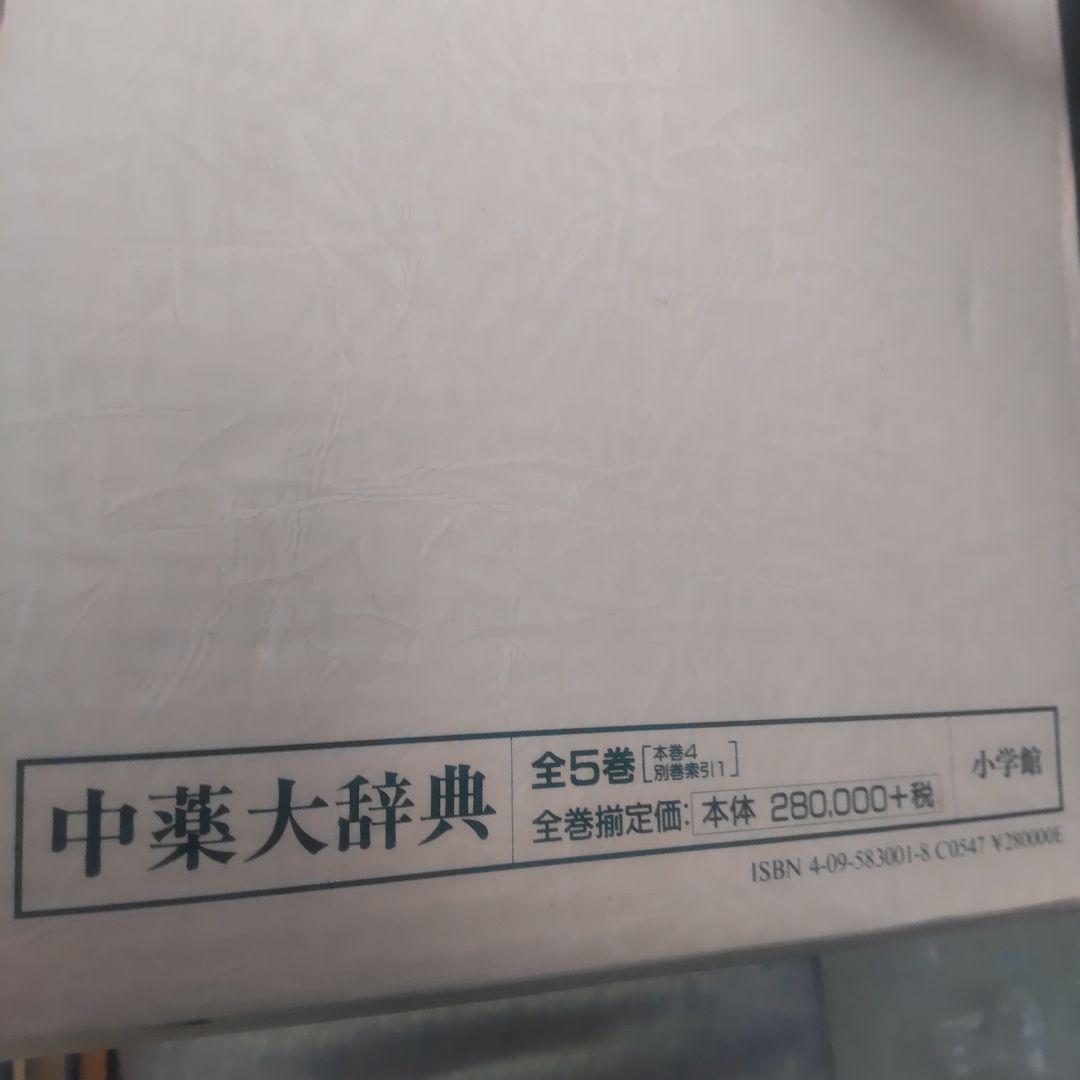 中薬大辞典
全5巻[本巻4
別巻索引1]
全巻揃定価: 本体 280,000+税
小学館
ISBN 4-09-583001-8 C0547 ¥280000E